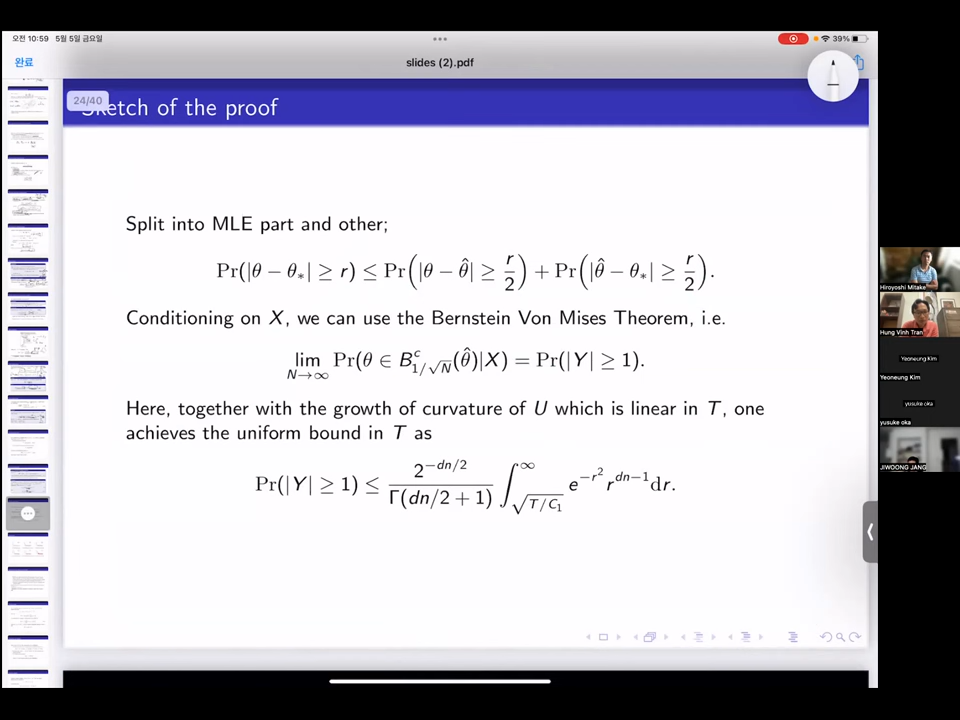 오전 10:59 5월 5일 금요일
39%
완료
slides (2).pdf
24/40
Sketch of the proof
Split into MLE part and other;
Pr(|θ − θ_*| ≥ r) ≤ Pr(|θ − θ̂| ≥ r/2) + Pr(|θ̂ − θ_*| ≥ r/2).
Conditioning on X, we can use the Bernstein Von Mises Theorem, i.e.
lim_{N→∞} Pr(θ ∈ B^c_{1/√N}(θ̂)|X) = Pr(|Y| ≥ 1).
Here, together with the growth of curvature of U which is linear in T, one
achieves the uniform bound in T as
Pr(|Y| ≥ 1) ≤ 2^{−dn/2}/Γ(dn/2 + 1) ∫_{√(T/C_1)}^∞ e^{−r^2} r^{dn−1} dr.
Hiroyoshi Mitake
Hung Vinh Tran
Yeoneung Kim
Yeoneung Kim
yusuke oka
yusuke oka
JIWOONG JANG